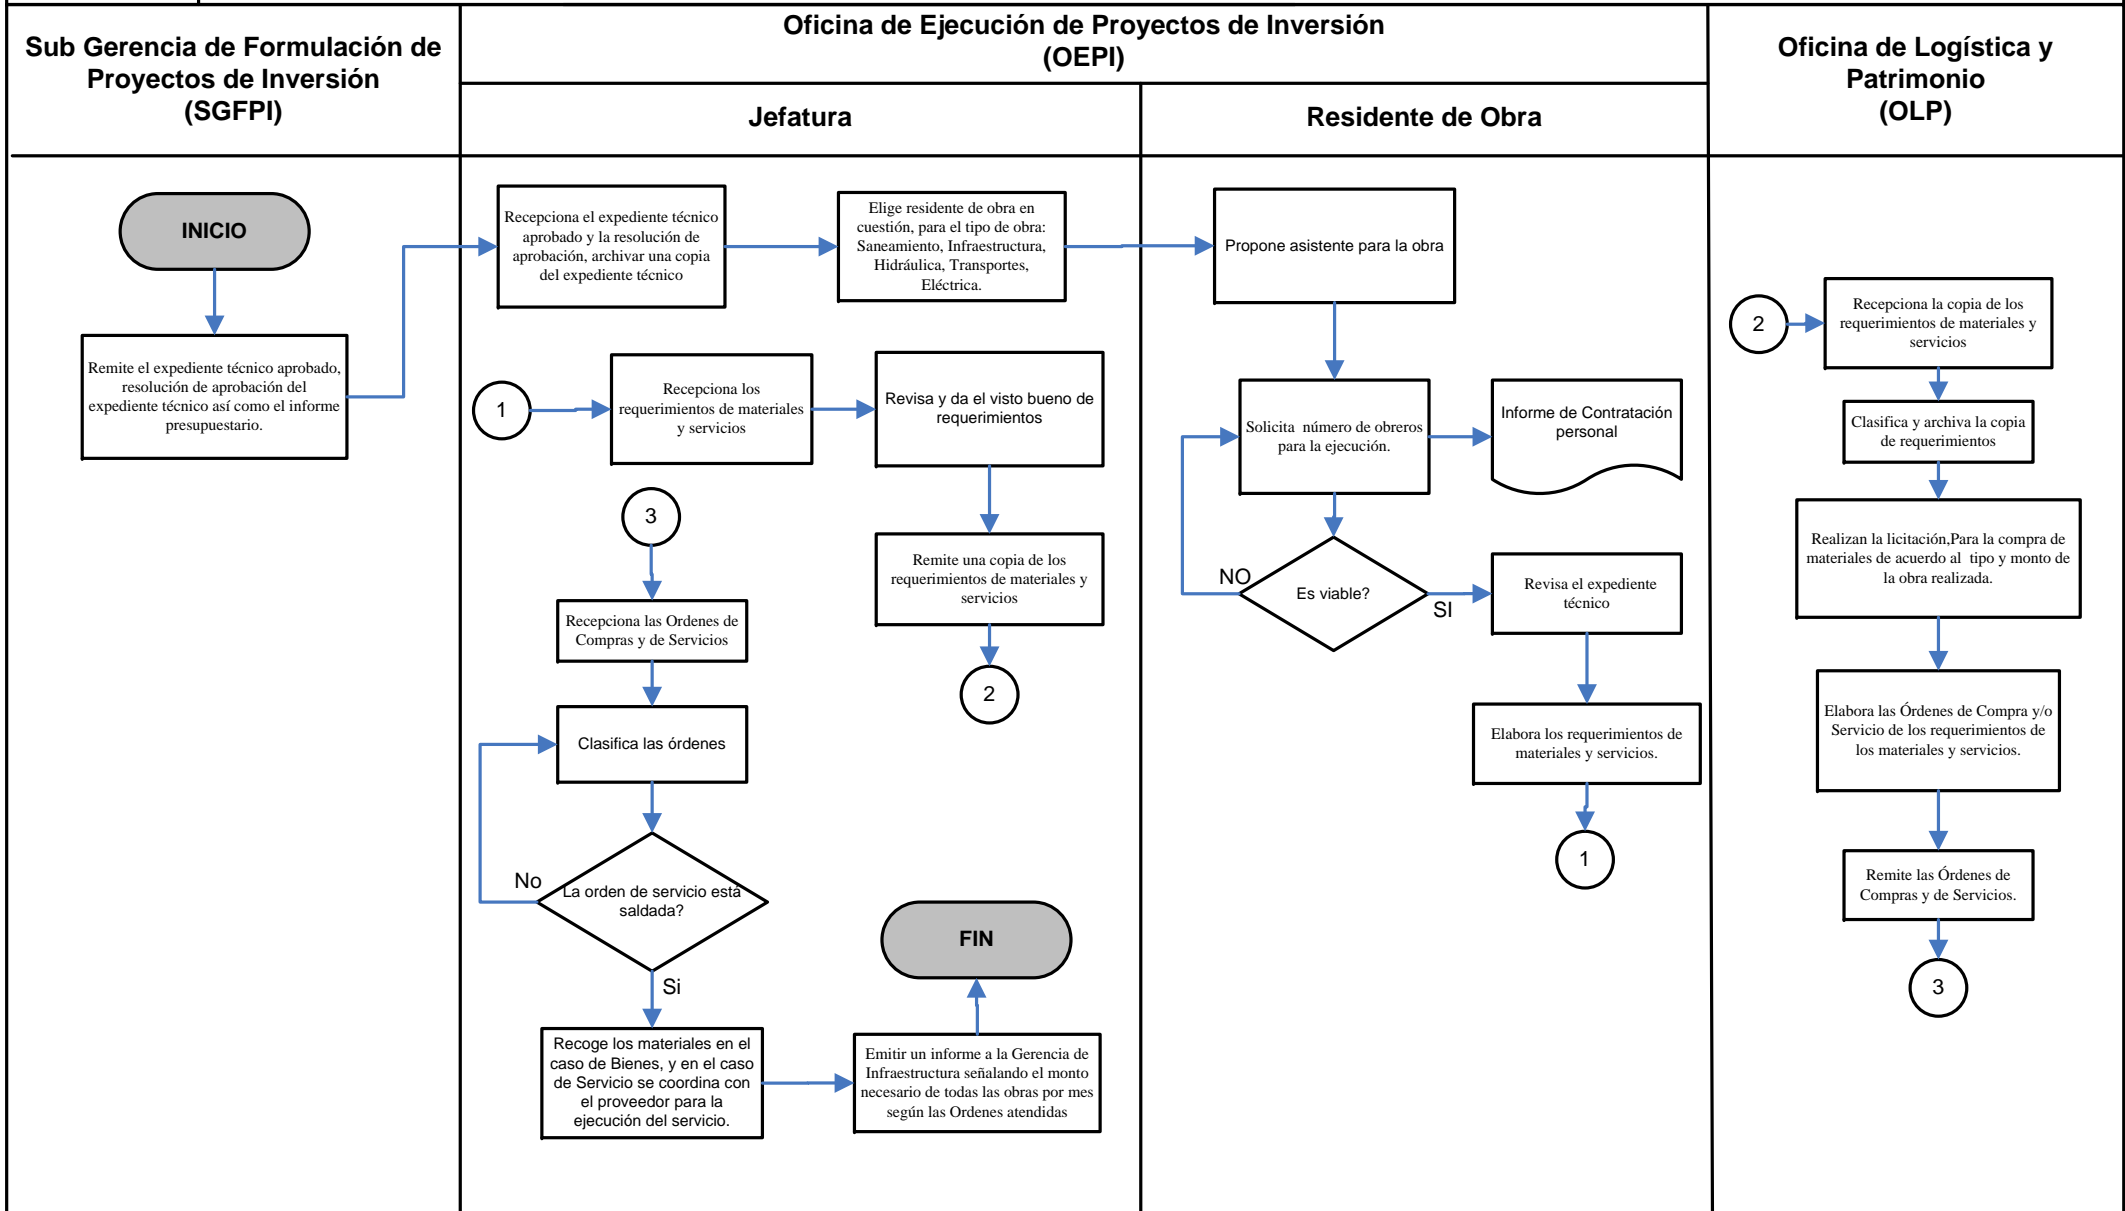 Sub Gerencia de Formulación de
Proyectos de Inversión
(SGFPI)
Oficina de Ejecución de Proyectos de Inversión
(OEPI)
Jefatura
Residente de Obra
Oficina de Logística y
Patrimonio
(OLP)
INICIO
Remite el expediente técnico aprobado,
resolución de aprobación del
expediente técnico así como el informe
presupuestario.
Recepciona el expediente técnico
aprobado y la resolución de
aprobación, archivar una copia
del expediente técnico
Elige residente de obra en
cuestión, para el tipo de obra:
Saneamiento, Infraestructura,
Hidráulica, Transportes,
Eléctrica.
1
Recepciona los
requerimientos de materiales
y servicios
Revisa y da el visto bueno de
requerimientos
Remite una copia de los
requerimientos de materiales y
servicios
2
3
Recepciona las Ordenes de
Compras y de Servicios
Clasifica las órdenes
No
La orden de servicio está
saldada?
Si
Recoge los materiales en el
caso de Bienes, y en el caso
de Servicio se coordina con
el proveedor para la
ejecución del servicio.
Emitir un informe a la Gerencia de
Infraestructura señalando el monto
necesario de todas las obras por mes
según las Ordenes atendidas
FIN
Propone asistente para la obra
Solicita número de obreros
para la ejecución.
Informe de Contratación
personal
NO
Es viable?
SI
Revisa el expediente
técnico
Elabora los requerimientos de
materiales y servicios.
1
2
Recepciona la copia de los
requerimientos de materiales y
servicios
Clasifica y archiva la copia
de requerimientos
Realizan la licitación,Para la compra de
materiales de acuerdo al tipo y monto de
la obra realizada.
Elabora las Órdenes de Compra y/o
Servicio de los requerimientos de
los materiales y servicios.
Remite las Órdenes de
Compras y de Servicios.
3